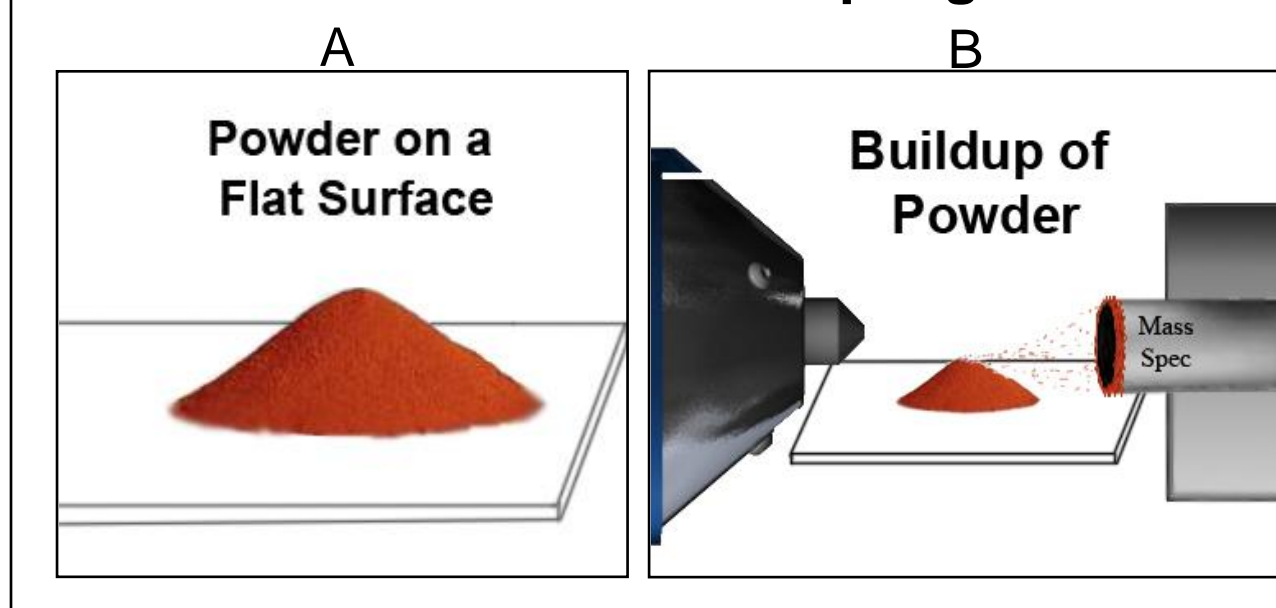 A
B
Powder on a
Flat Surface
Buildup of
Powder
Mass
Spec